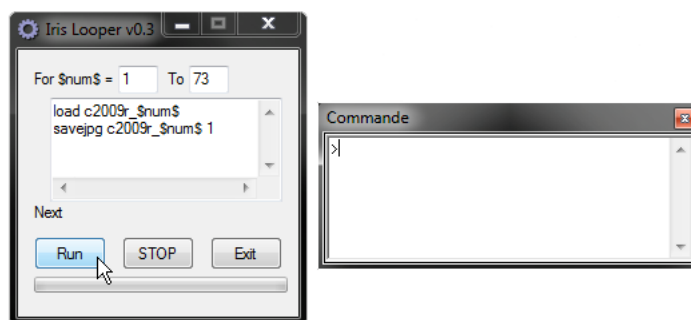 Iris Looper v0.3
For $num$ = 1 To 73
load c2009r_$num$
savejpg c2009r_$num$ 1
Next
Run STOP Exit
Commande
>